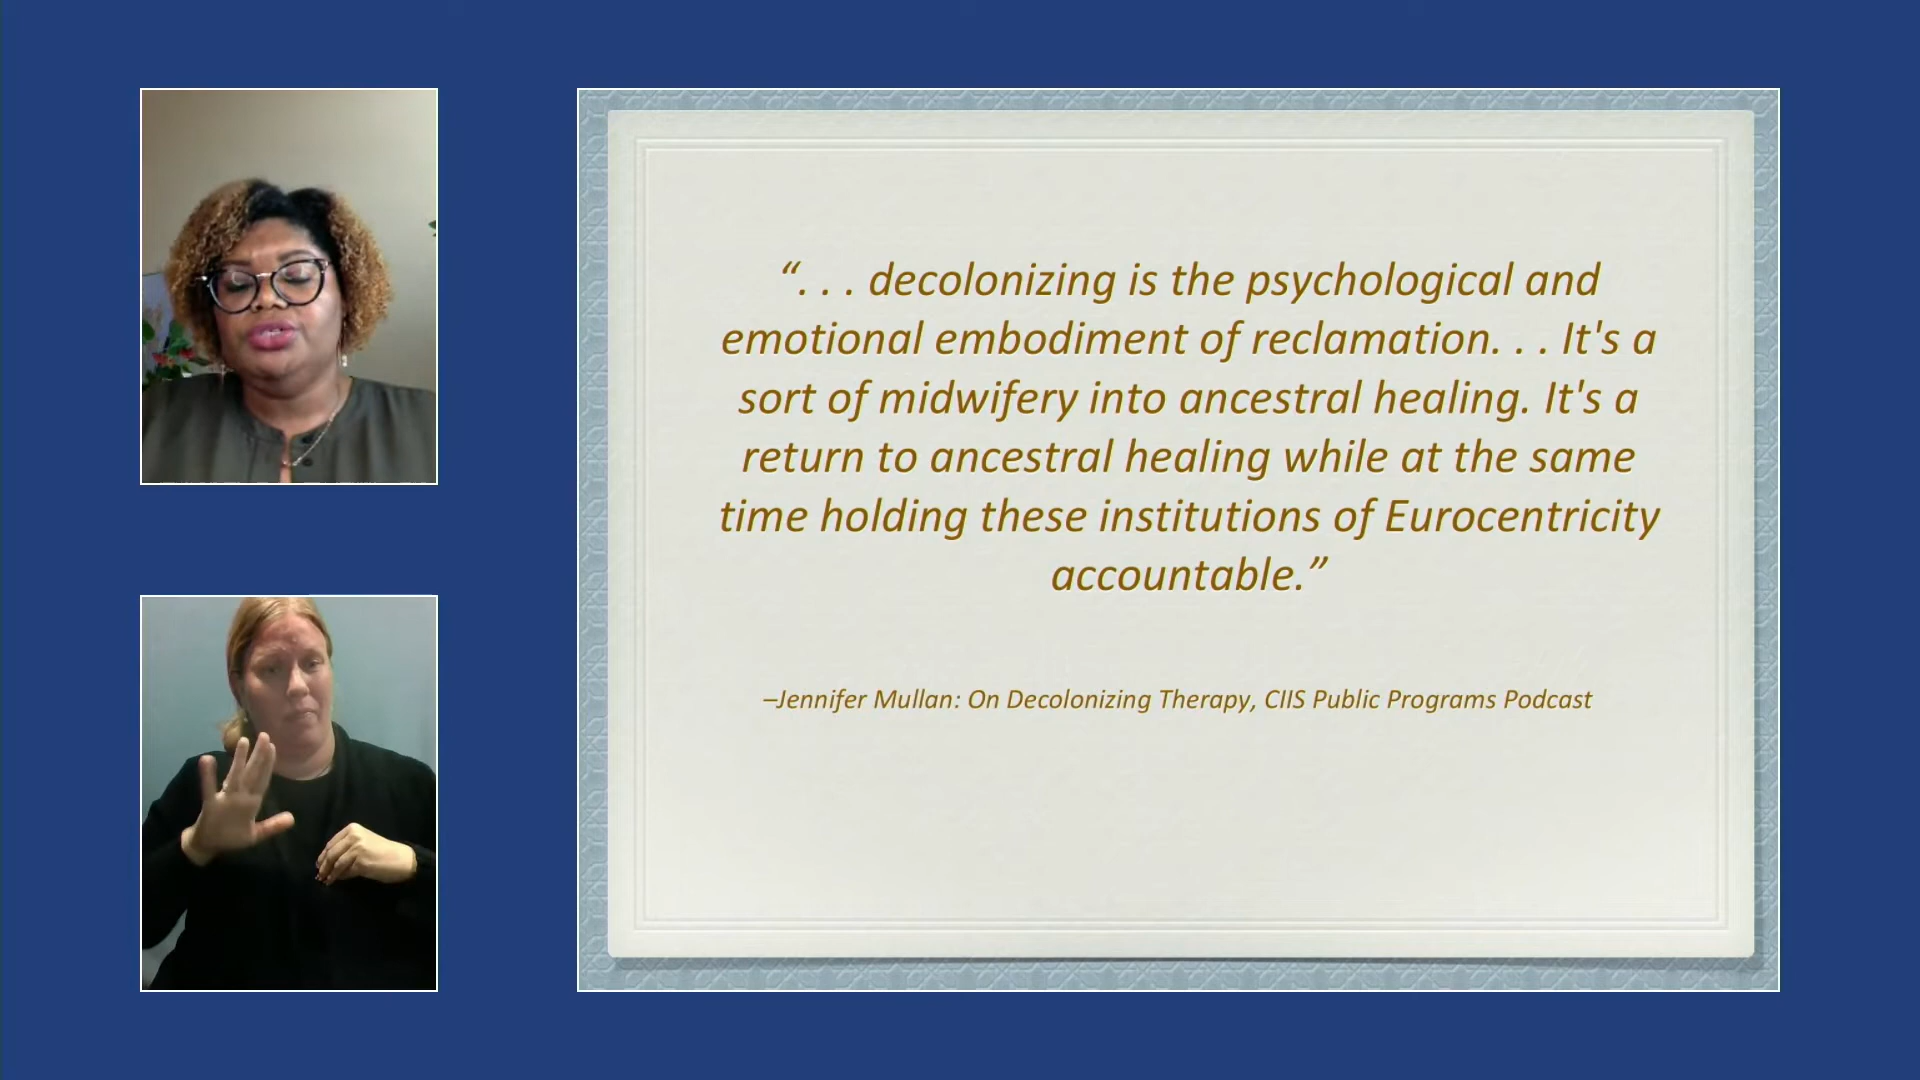 “. . . decolonizing is the psychological and
emotional embodiment of reclamation. . . It's a
sort of midwifery into ancestral healing. It's a
return to ancestral healing while at the same
time holding these institutions of Eurocentricity
accountable.”
–Jennifer Mullan: On Decolonizing Therapy, CIIS Public Programs Podcast